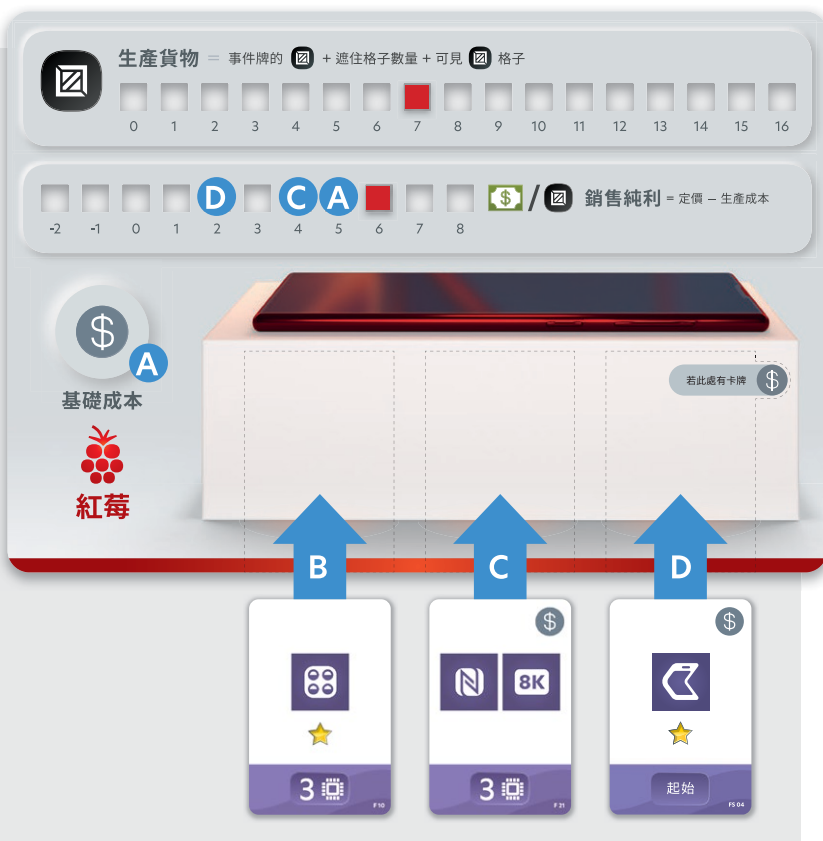 生產貨物 = 事件牌的 + 遮住格子數量 + 可見 格子
0 1 2 3 4 5 6 7 8 9 10 11 12 13 14 15 16
D C A $ / 銷售純利 = 定價 – 生產成本
-2 -1 0 1 2 3 4 5 6 7 8
$
A
基礎成本
若此處有卡牌 $
紅莓
B C D
$ $
N 8K
3 3 起始
F10 F31 FS 04